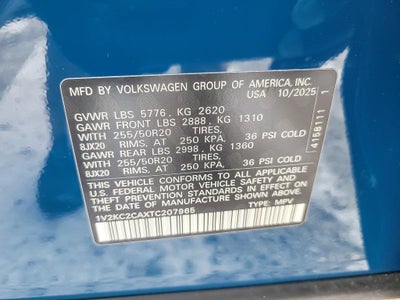 MFD BY VOLKSWAGEN GROUP OF AMERICA, INC.
USA 10/2025
GVWR LBS 5776, KG 2620
GAWR FRONT LBS 2888, KG 1310
WITH 255/50R20 TIRES,
8JX20 RIMS, AT 250 KPA, 36 PSI COLD
GAWR REAR LBS 2998, KG 1360
WITH 255/50R20 TIRES,
8JX20 RIMS, AT 250 KPA, 36 PSI COLD
THIS VEHICLE CONFORMS TO ALL APPLICABLE
U.S. FEDERAL MOTOR VEHICLE SAFETY AND
THEFT PREVENTION STANDARDS IN EFFECT ON THE
DATE OF MANUFACTURE SHOWN ABOVE.
1V2KC2CAXTC207965
TYPE: MPV
4158111 1